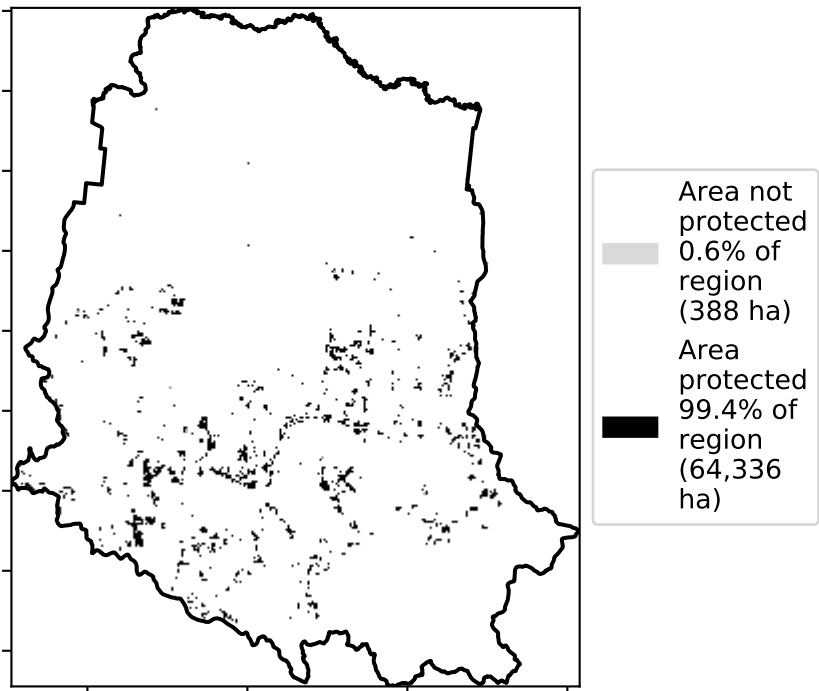 Area not
protected
0.6% of
region
(388 ha)
Area
protected
99.4% of
region
(64,336
ha)